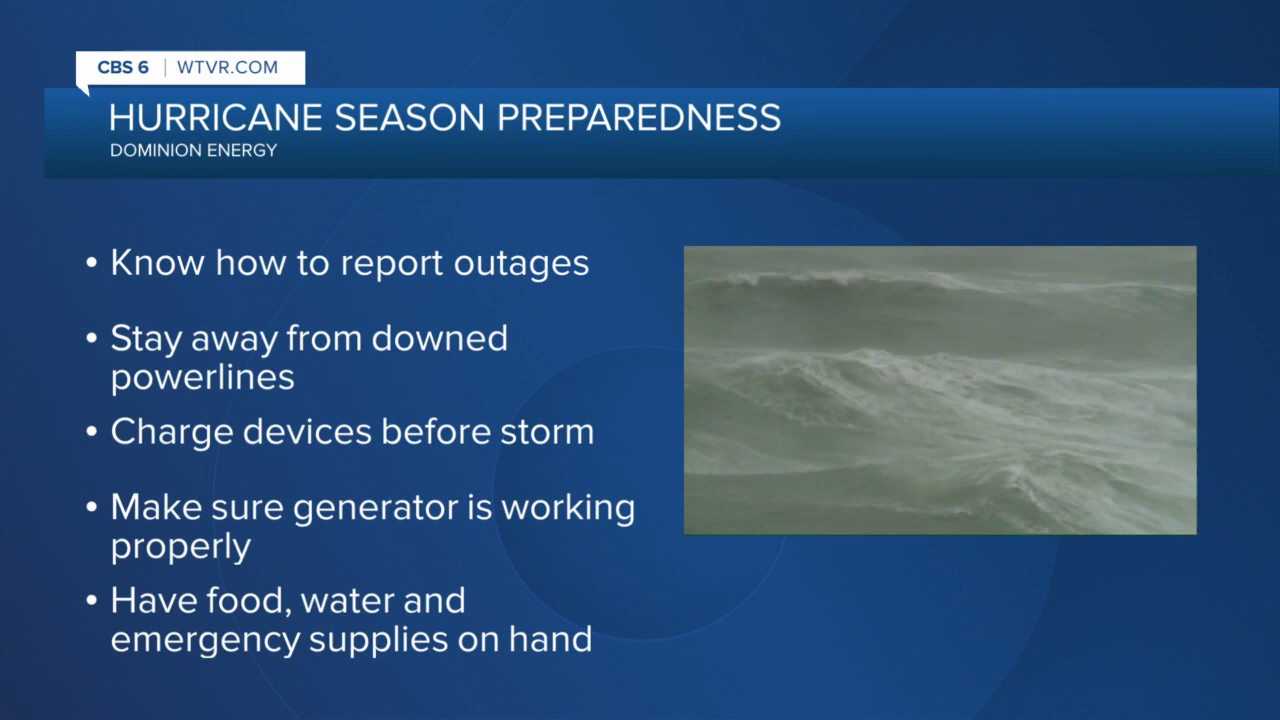 CBS 6 | WTVR.COM
HURRICANE SEASON PREPAREDNESS
DOMINION ENERGY
• Know how to report outages
• Stay away from downed
powerlines
• Charge devices before storm
• Make sure generator is working
properly
• Have food, water and
emergency supplies on hand